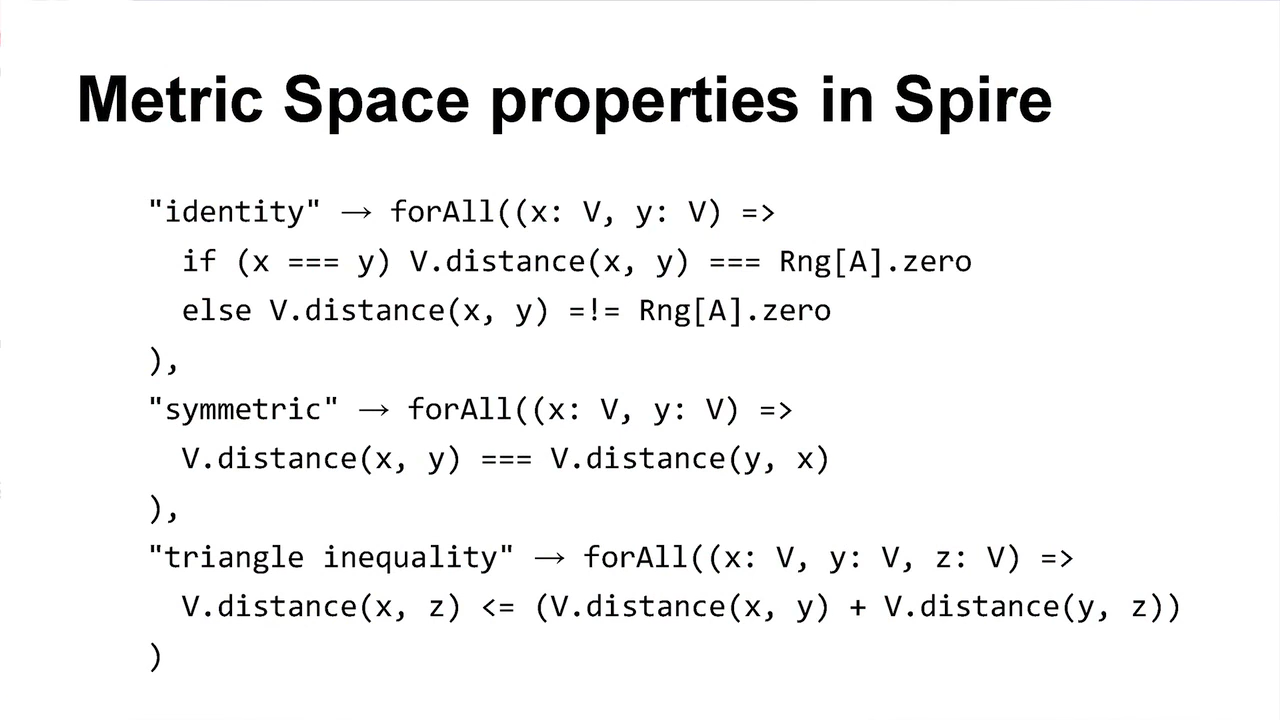 Metric Space properties in Spire
"identity" → forAll((x: V, y: V) =>
  if (x === y) V.distance(x, y) === Rng[A].zero
  else V.distance(x, y) =!= Rng[A].zero
),
"symmetric" → forAll((x: V, y: V) =>
  V.distance(x, y) === V.distance(y, x)
),
"triangle inequality" → forAll((x: V, y: V, z: V) =>
  V.distance(x, z) <= (V.distance(x, y) + V.distance(y, z))
)